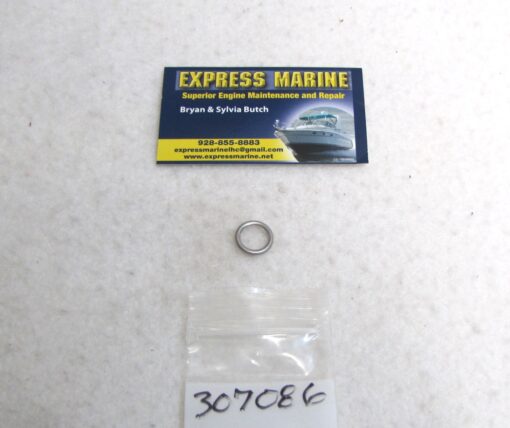 EXPRESS MARINE
Superior Engine Maintenance and Repair
Bryan & Sylvia Butch
928-855-8883
expressmarinelhc@gmail.com
www.expressmarine.net
307086